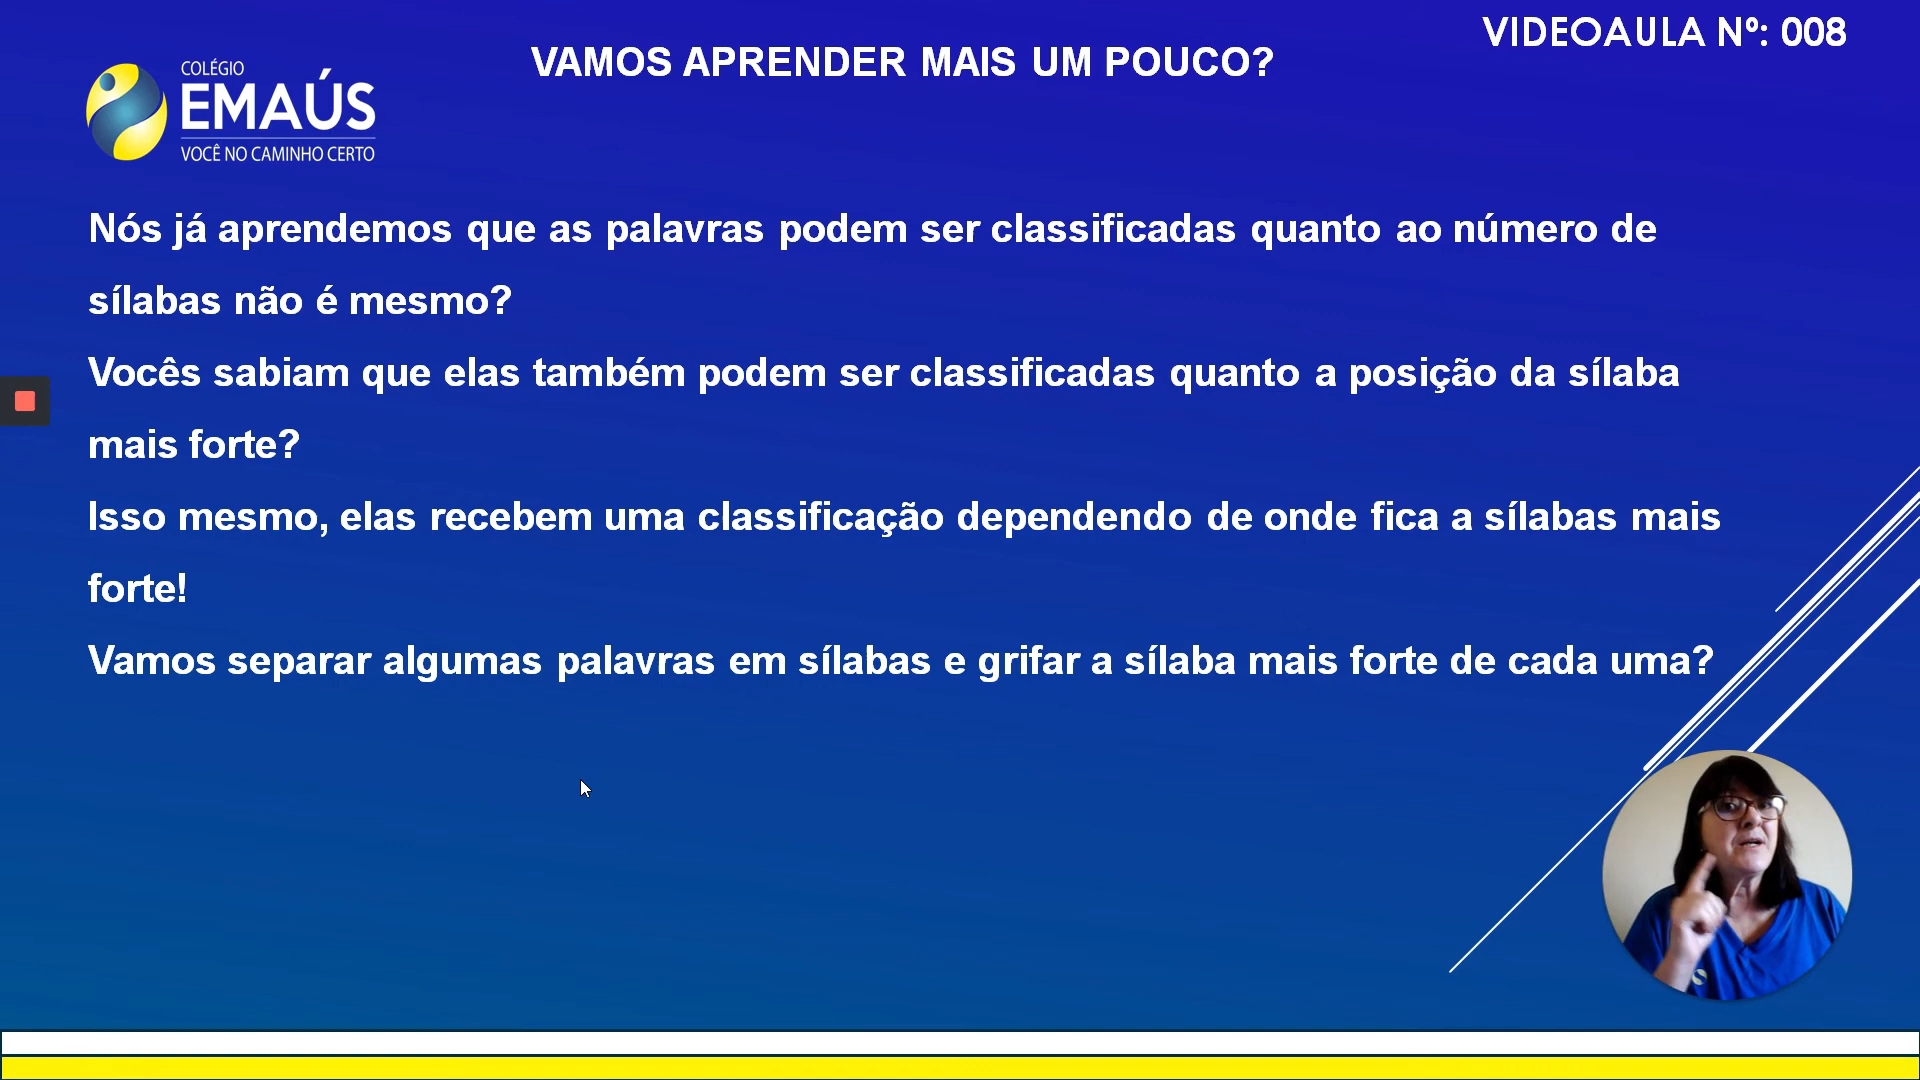 VIDEOAULA Nº: 008
VAMOS APRENDER MAIS UM POUCO?
COLÉGIO
EMAÚS
VOCÊ NO CAMINHO CERTO
Nós já aprendemos que as palavras podem ser classificadas quanto ao número de
sílabas não é mesmo?
Vocês sabiam que elas também podem ser classificadas quanto a posição da sílaba
mais forte?
Isso mesmo, elas recebem uma classificação dependendo de onde fica a sílabas mais
forte!
Vamos separar algumas palavras em sílabas e grifar a sílaba mais forte de cada uma?